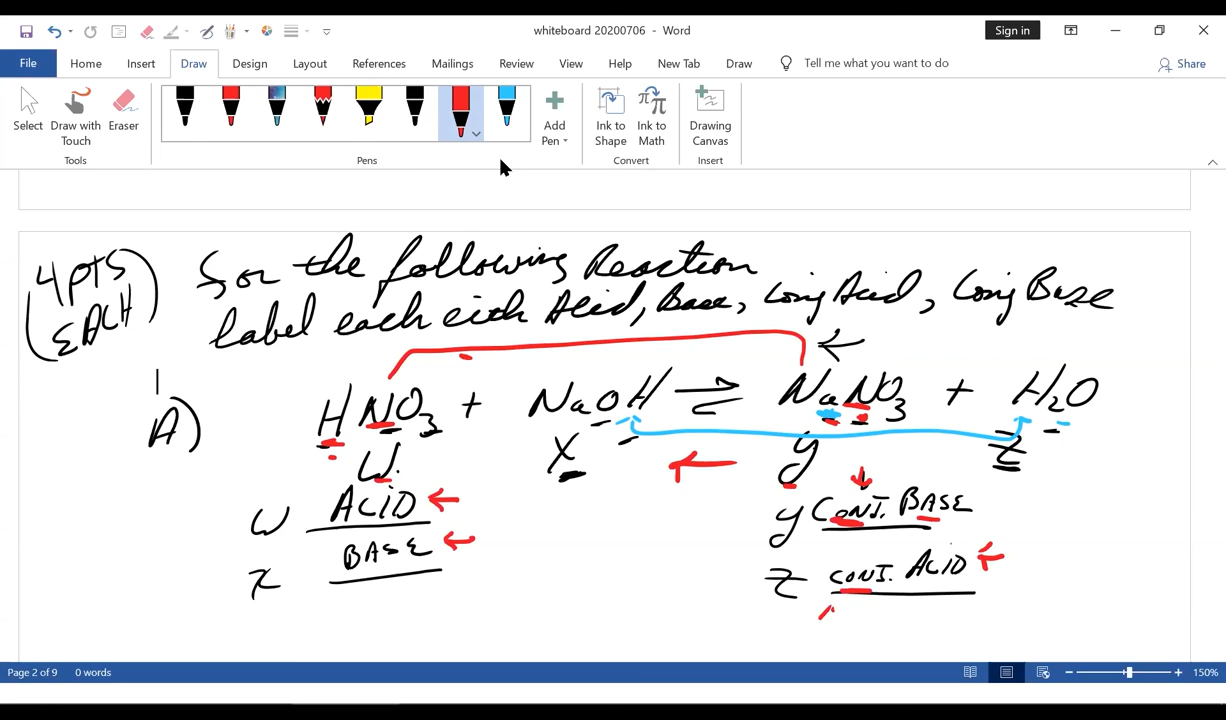 whiteboard 20200706 - Word
Sign in
File Home Insert Draw Design Layout References Mailings Review View Help New Tab Draw Tell me what you want to do Share
Select Draw with Touch Eraser Add Pen Ink to Shape Ink to Math Drawing Canvas
Tools Pens Convert Insert
(4 pts EACH)
For the following Reaction
label each eith Acid, Base, Conj Acid, Conj Base
1
A) HNO3 + NaOH ⇌ NaNO3 + H2O
W. X y Z
W ACID y CONJ. BASE
X BASE Z CONJ. ACID
Page 2 of 9 0 words 150%